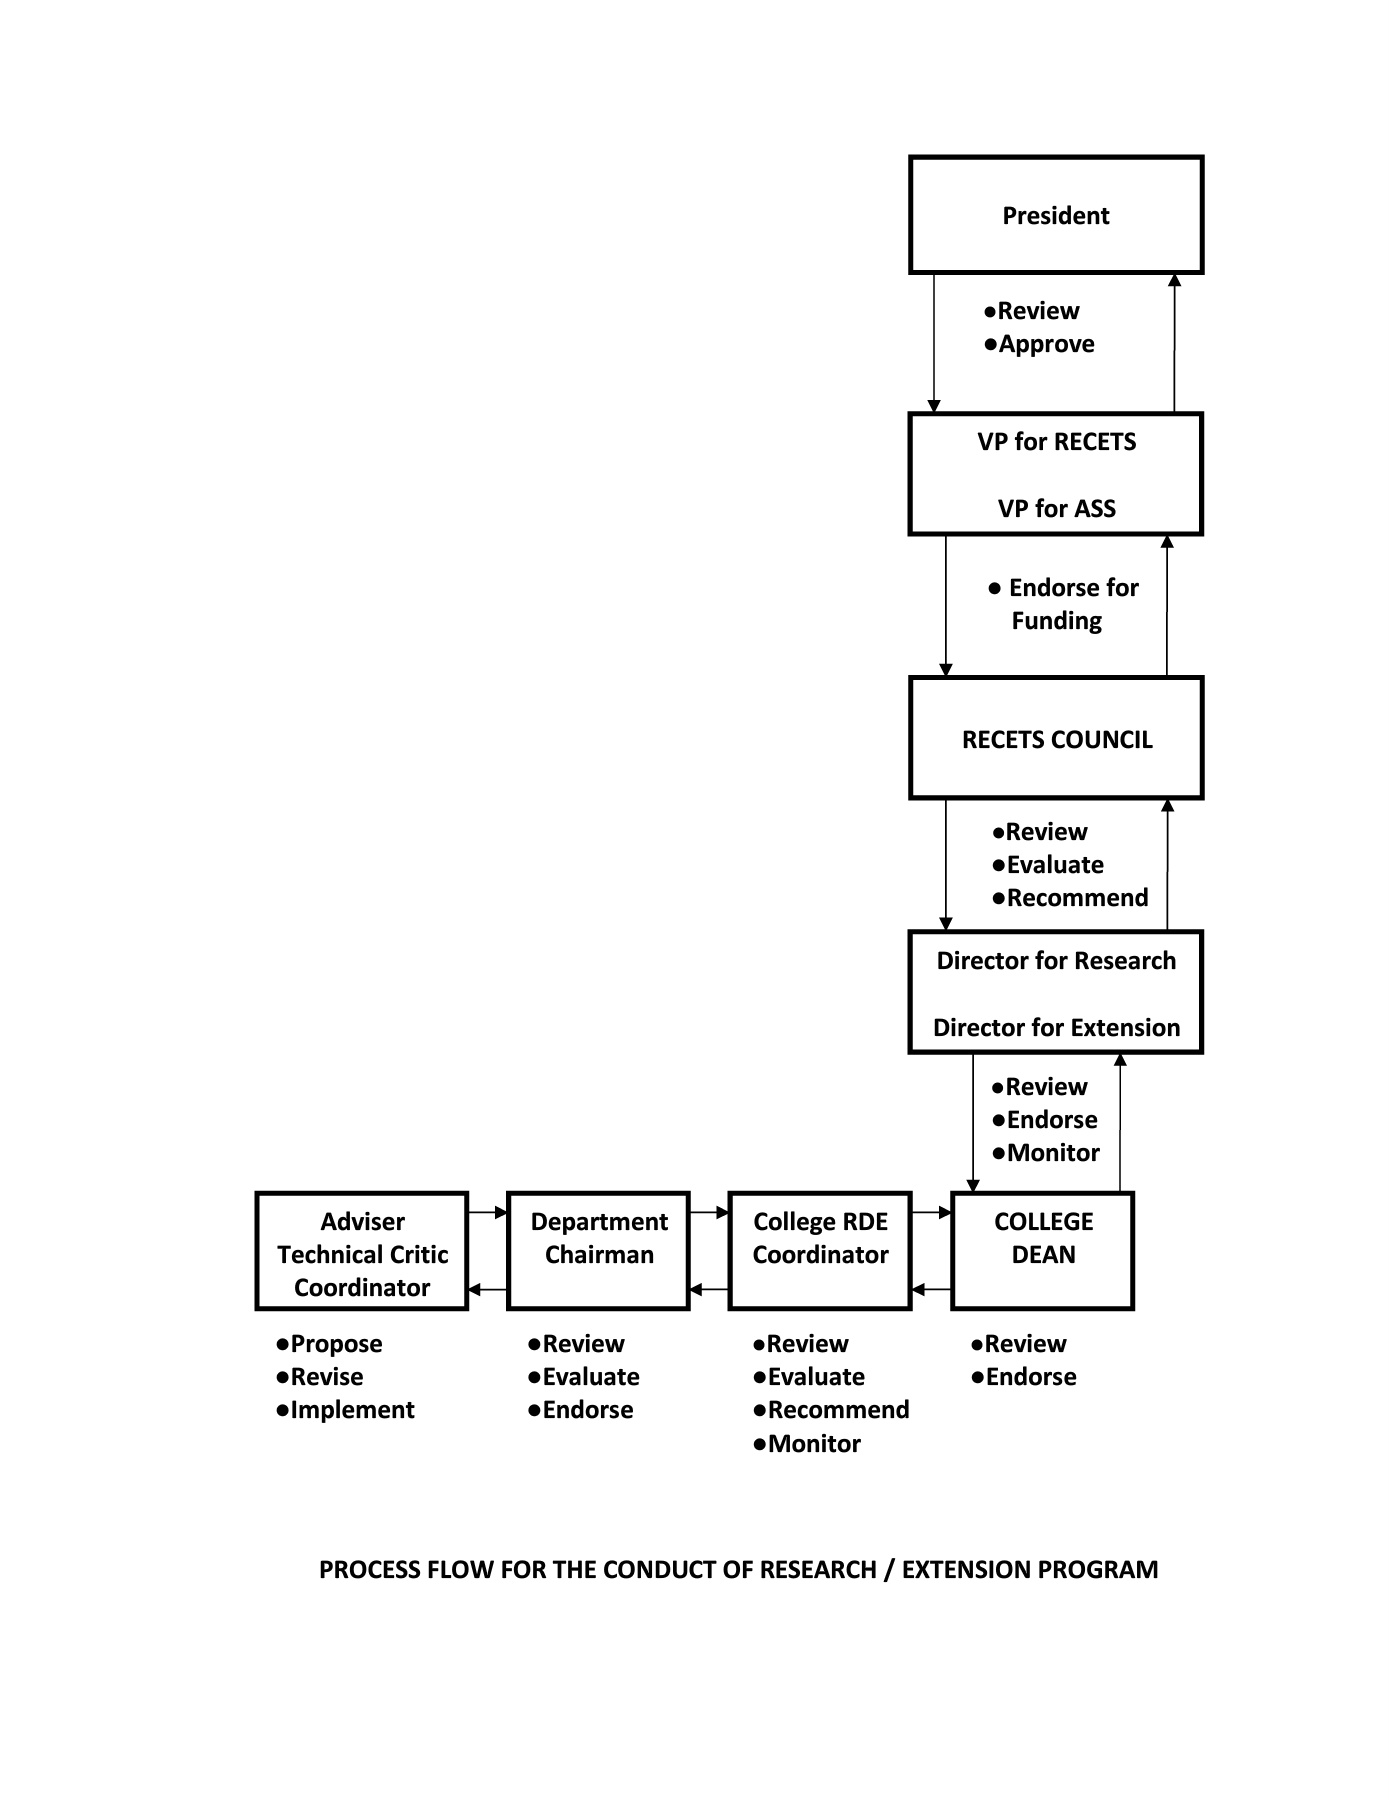 President
●Review
●Approve
VP for RECETS
VP for ASS
● Endorse for
Funding
RECETS COUNCIL
●Review
●Evaluate
●Recommend
Director for Research
Director for Extension
●Review
●Endorse
●Monitor
Adviser
Technical Critic
Coordinator
Department
Chairman
College RDE
Coordinator
COLLEGE
DEAN
●Propose
●Revise
●Implement
●Review
●Evaluate
●Endorse
●Review
●Evaluate
●Recommend
●Monitor
●Review
●Endorse
PROCESS FLOW FOR THE CONDUCT OF RESEARCH / EXTENSION PROGRAM